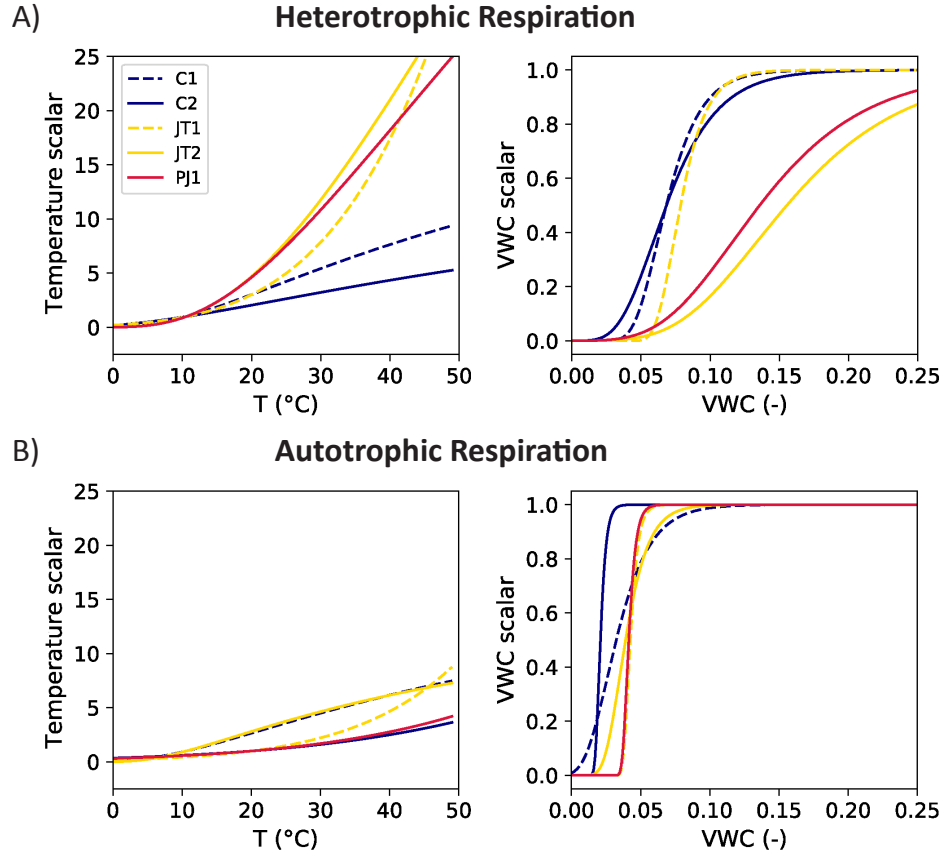 A)
Heterotrophic Respiration
25
20
15
10
5
0
Temperature scalar
C1
C2
JT1
JT2
PJ1
0 10 20 30 40 50
T (°C)
1.0
0.8
0.6
0.4
0.2
0.0
VWC scalar
0.00 0.05 0.10 0.15 0.20 0.25
VWC (-)
B)
Autotrophic Respiration
25
20
15
10
5
0
Temperature scalar
0 10 20 30 40 50
T (°C)
1.0
0.8
0.6
0.4
0.2
0.0
VWC scalar
0.00 0.05 0.10 0.15 0.20 0.25
VWC (-)